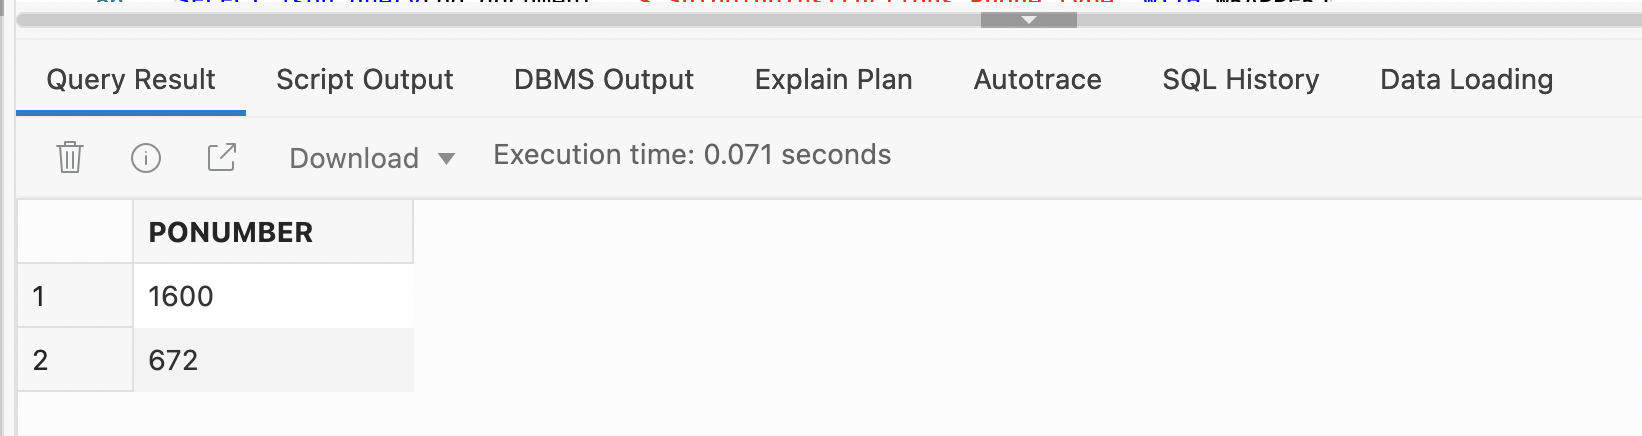 Query Result Script Output DBMS Output Explain Plan Autotrace SQL History Data Loading
Download Execution time: 0.071 seconds
PONUMBER
1 1600
2 672